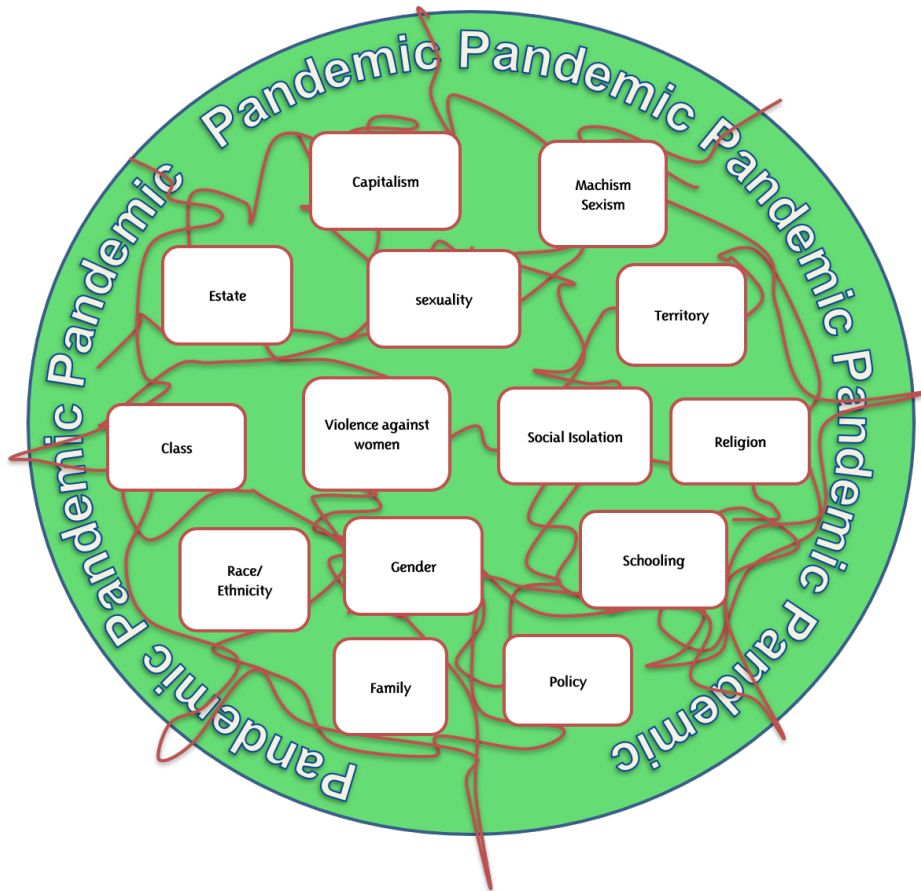 Pandemic Pandemic Pandemic Pandemic Pandemic Pandemic Pandemic Pandemic
Capitalism
Machism
Sexism
Estate
sexuality
Territory
Class
Violence against
women
Social Isolation
Religion
Race/
Ethnicity
Gender
Schooling
Family
Policy